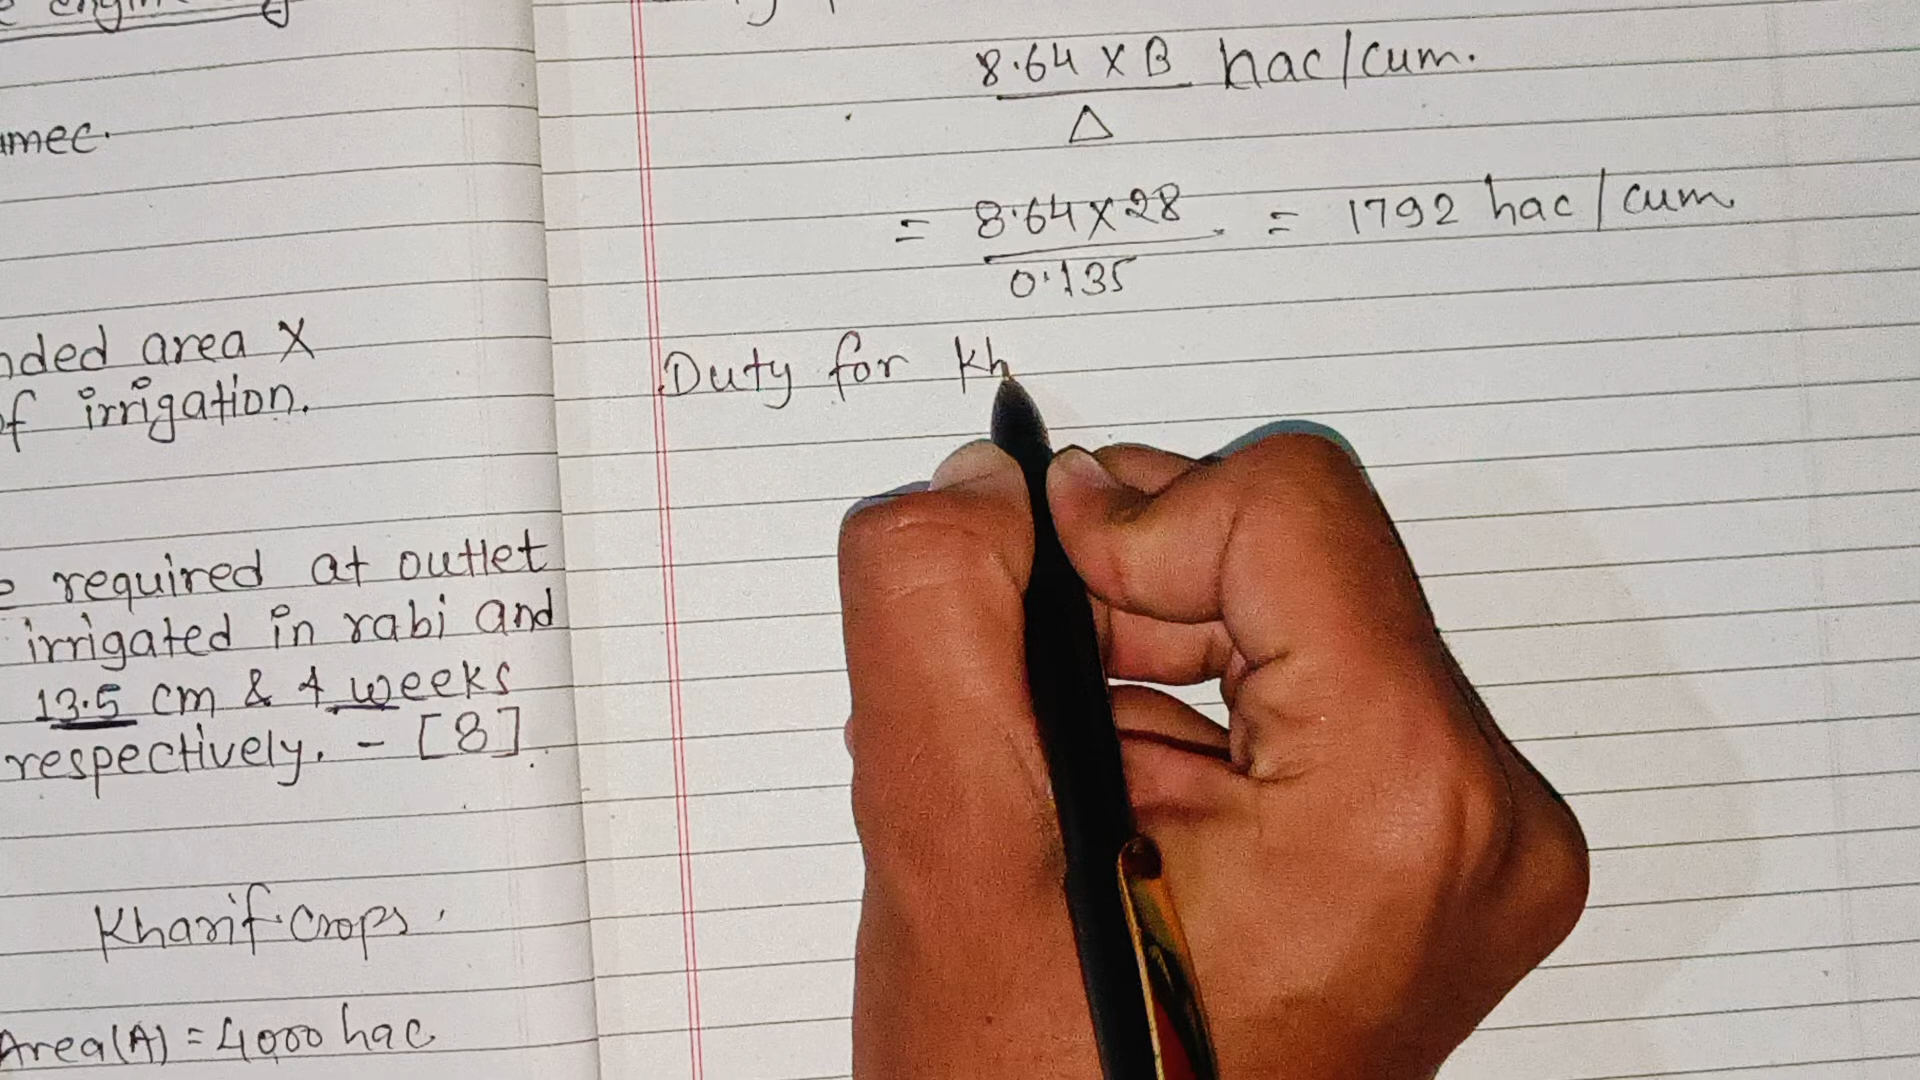 umec.
nded area X
of irrigation.
required at outlet
irrigated in rabi and
13.5 cm & 4 weeks
respectively. - [8].
Kharif crops.
Area(A) = 4000 hac
8.64 X B hac/cum.
Δ
= 8.64 X 28 = 1792 hac/cum
0.135
Duty for kh